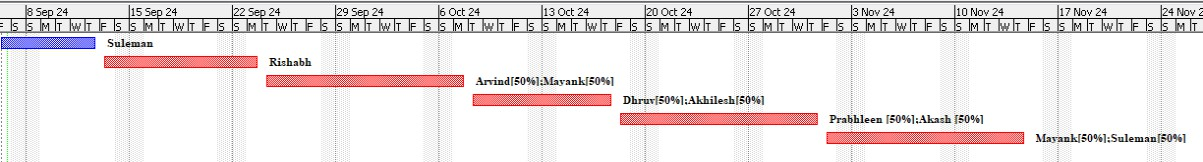 8 Sep 24 15 Sep 24 22 Sep 24 29 Sep 24 6 Oct 24 13 Oct 24 20 Oct 24 27 Oct 24 3 Nov 24 10 Nov 24 17 Nov 24 24 Nov 2
F S S M T W T F S S M T W T F S S M T W T F S S M T W T F S S M T W T F S S M T W T F S S M T W T F S S M T W T F S S M T W T F S S M T W T F S S M T W T F S S M T
Suleman
Rishabh
Arvind[50%];Mayank[50%]
Dhruv[50%];Akhilesh[50%]
Prabhleen [50%];Akash [50%]
Mayank[50%];Suleman[50%]